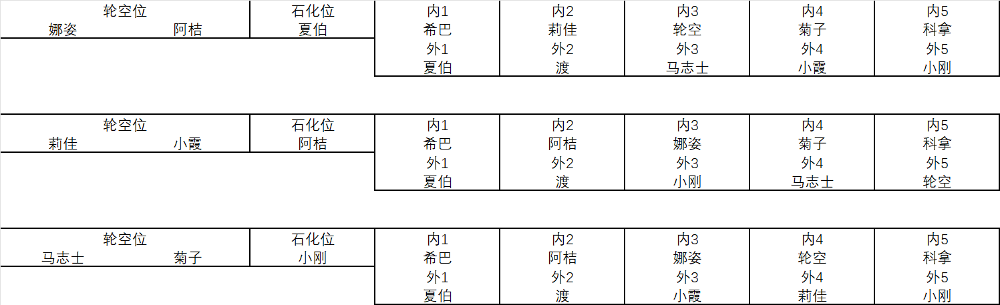 轮空位 石化位 内1 内2 内3 内4 内5
娜姿 阿桔 夏伯 希巴 莉佳 轮空 菊子 科拿
外1 外2 外3 外4 外5
夏伯 渡 马志士 小霞 小刚
轮空位 石化位 内1 内2 内3 内4 内5
莉佳 小霞 阿桔 希巴 阿桔 娜姿 菊子 科拿
外1 外2 外3 外4 外5
夏伯 渡 小刚 马志士 轮空
轮空位 石化位 内1 内2 内3 内4 内5
马志士 菊子 小刚 希巴 阿桔 娜姿 轮空 科拿
外1 外2 外3 外4 外5
夏伯 渡 小霞 莉佳 小刚